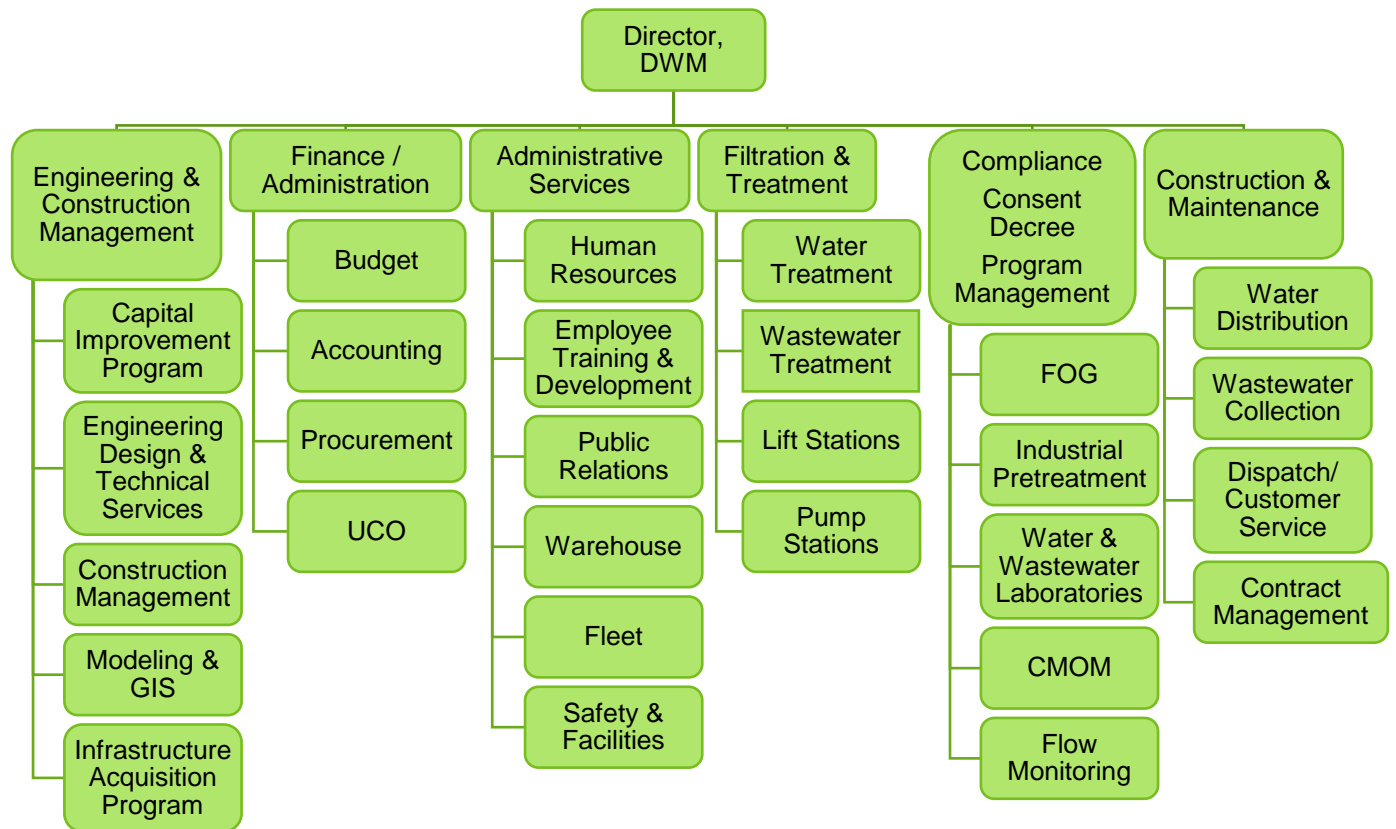 Director,
DWM
Engineering &
Construction
Management
Capital
Improvement
Program
Engineering
Design &
Technical
Services
Construction
Management
Modeling &
GIS
Infrastructure
Acquisition
Program
Finance /
Administration
Budget
Accounting
Procurement
UCO
Administrative
Services
Human
Resources
Employee
Training &
Development
Public
Relations
Warehouse
Fleet
Safety &
Facilities
Filtration &
Treatment
Water
Treatment
Wastewater
Treatment
Lift Stations
Pump
Stations
Compliance
Consent
Decree
Program
Management
FOG
Industrial
Pretreatment
Water &
Wastewater
Laboratories
CMOM
Flow
Monitoring
Construction &
Maintenance
Water
Distribution
Wastewater
Collection
Dispatch/
Customer
Service
Contract
Management